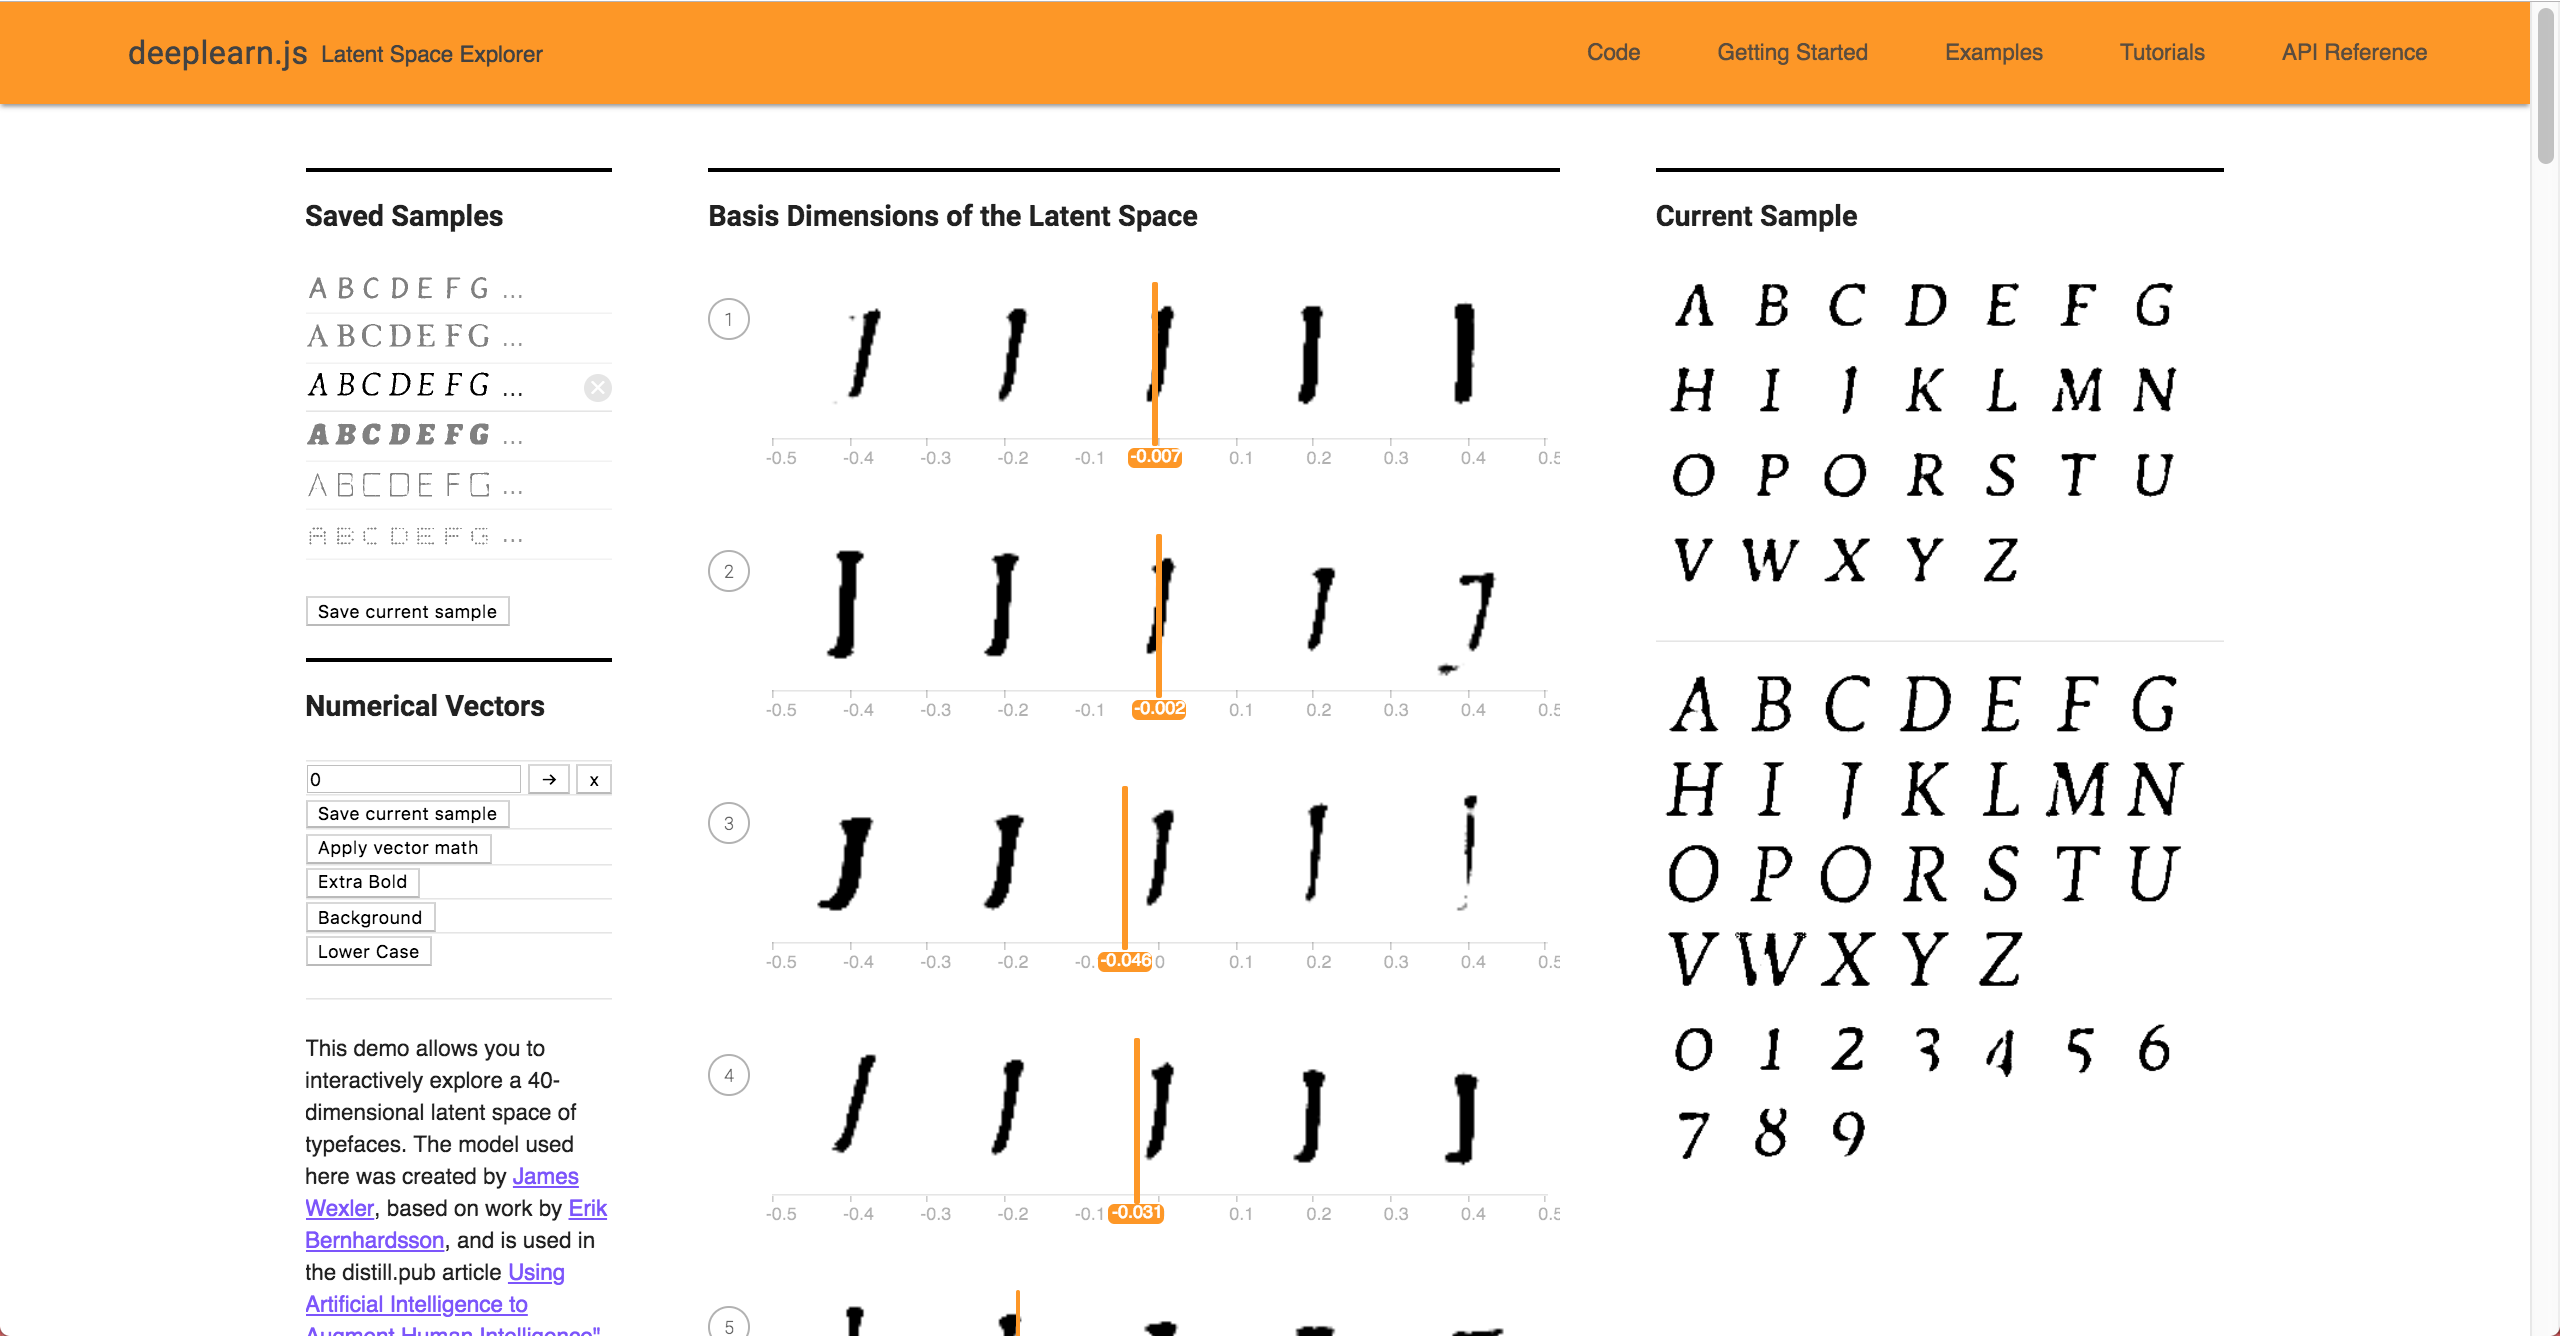 deeplearn.js Latent Space Explorer Code Getting Started Examples Tutorials API Reference
Saved Samples
A B C D E F G ...
A B C D E F G ...
A B C D E F G ...
A B C D E F G ...
A B C D E F G ...
A B C D E F G ...
Save current sample
Numerical Vectors
0 → x
Save current sample
Apply vector math
Extra Bold
Background
Lower Case
This demo allows you to
interactively explore a 40-
dimensional latent space of
typefaces. The model used
here was created by James
Wexler, based on work by Erik
Bernhardsson, and is used in
the distill.pub article Using
Artificial Intelligence to
Augment Human Intelligence"
Basis Dimensions of the Latent Space
1
J J J J J
-0.5 -0.4 -0.3 -0.2 -0.1 -0.007 0.1 0.2 0.3 0.4 0.5
2
J J J J J
-0.5 -0.4 -0.3 -0.2 -0.1 -0.002 0.1 0.2 0.3 0.4 0.5
3
J J J J J
-0.5 -0.4 -0.3 -0.2 -0. -0.046 0 0.1 0.2 0.3 0.4 0.5
4
J J J J J
-0.5 -0.4 -0.3 -0.2 -0.1 -0.031 0.1 0.2 0.3 0.4 0.5
5
Current Sample
A B C D E F G
H I J K L M N
O P O R S T U
V W X Y Z
A B C D E F G
H I J K L M N
O P O R S T U
V W X Y Z
0 1 2 3 4 5 6
7 8 9